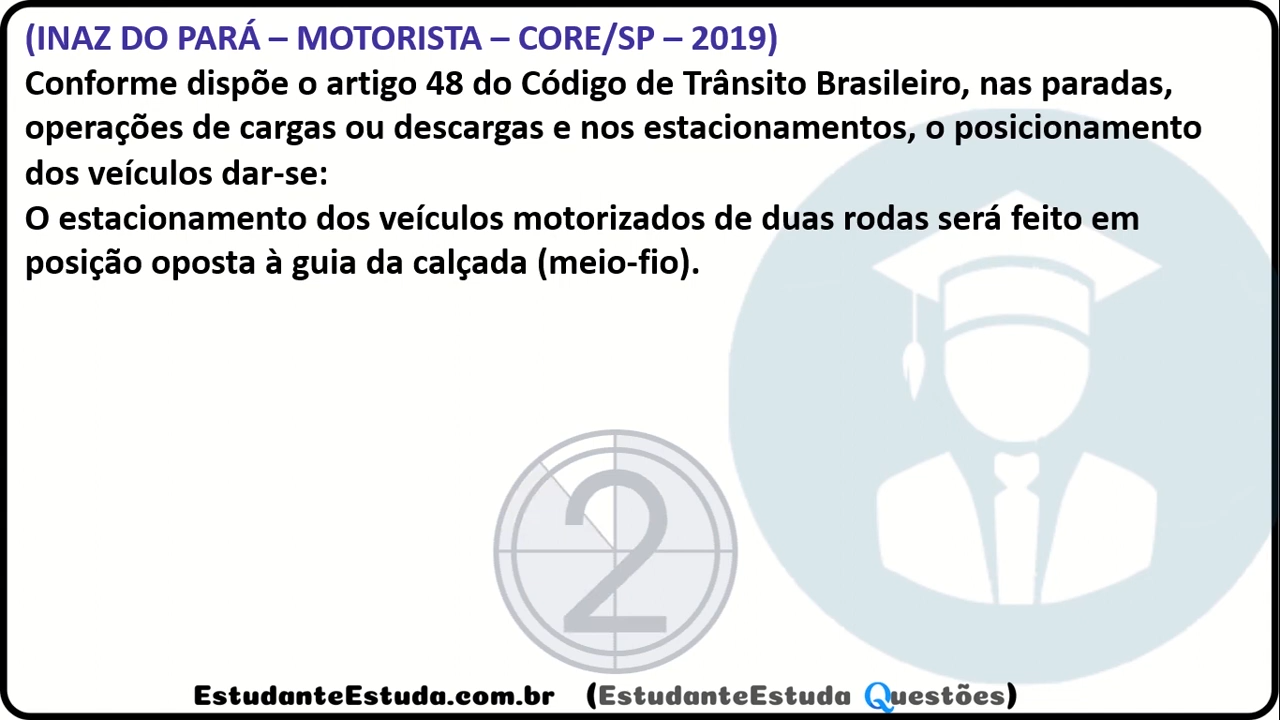 (INAZ DO PARÁ – MOTORISTA – CORE/SP – 2019)
Conforme dispõe o artigo 48 do Código de Trânsito Brasileiro, nas paradas,
operações de cargas ou descargas e nos estacionamentos, o posicionamento
dos veículos dar-se:
O estacionamento dos veículos motorizados de duas rodas será feito em
posição oposta à guia da calçada (meio-fio).
2
EstudanteEstuda.com.br (EstudanteEstuda Questões)